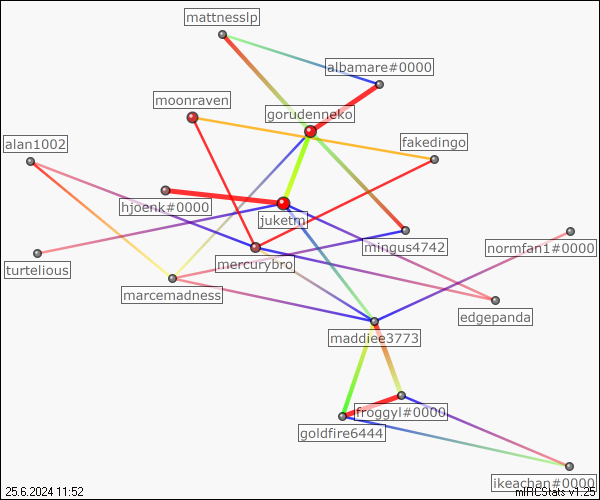 mattnesslp
albamare#0000
moonraven
gorudenneko
fakedingo
alan1002
hjoenk#0000
juketni
mingus4742
normfan1#0000
mercurybro
turtelious
marcemadness
edgepanda
maddiee3773
froggyl#0000
goldfire6444
ikeachan#0000
25.6.2024 11:52
mIRCStats v1.25